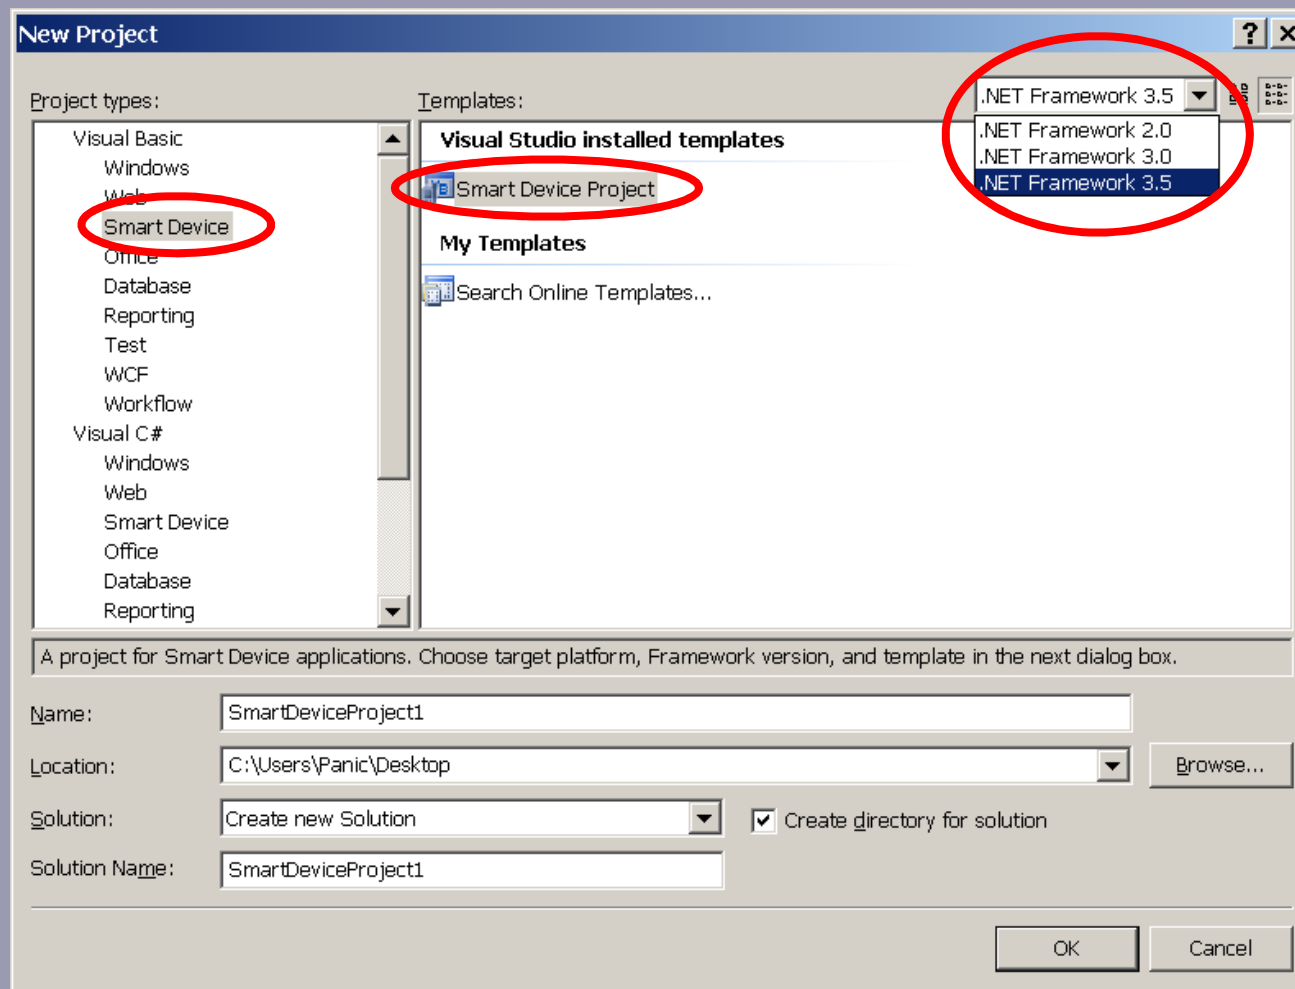 New Project
Project types:
Templates:
.NET Framework 3.5
Visual Basic
Windows
Web
Smart Device
Office
Database
Reporting
Test
WCF
Workflow
Visual C#
Windows
Web
Smart Device
Office
Database
Reporting
Visual Studio installed templates
Smart Device Project
My Templates
Search Online Templates...
.NET Framework 2.0
.NET Framework 3.0
.NET Framework 3.5
A project for Smart Device applications. Choose target platform, Framework version, and template in the next dialog box.
Name:
SmartDeviceProject1
Location:
C:\Users\Panic\Desktop
Browse...
Solution:
Create new Solution
Create directory for solution
Solution Name:
SmartDeviceProject1
OK
Cancel